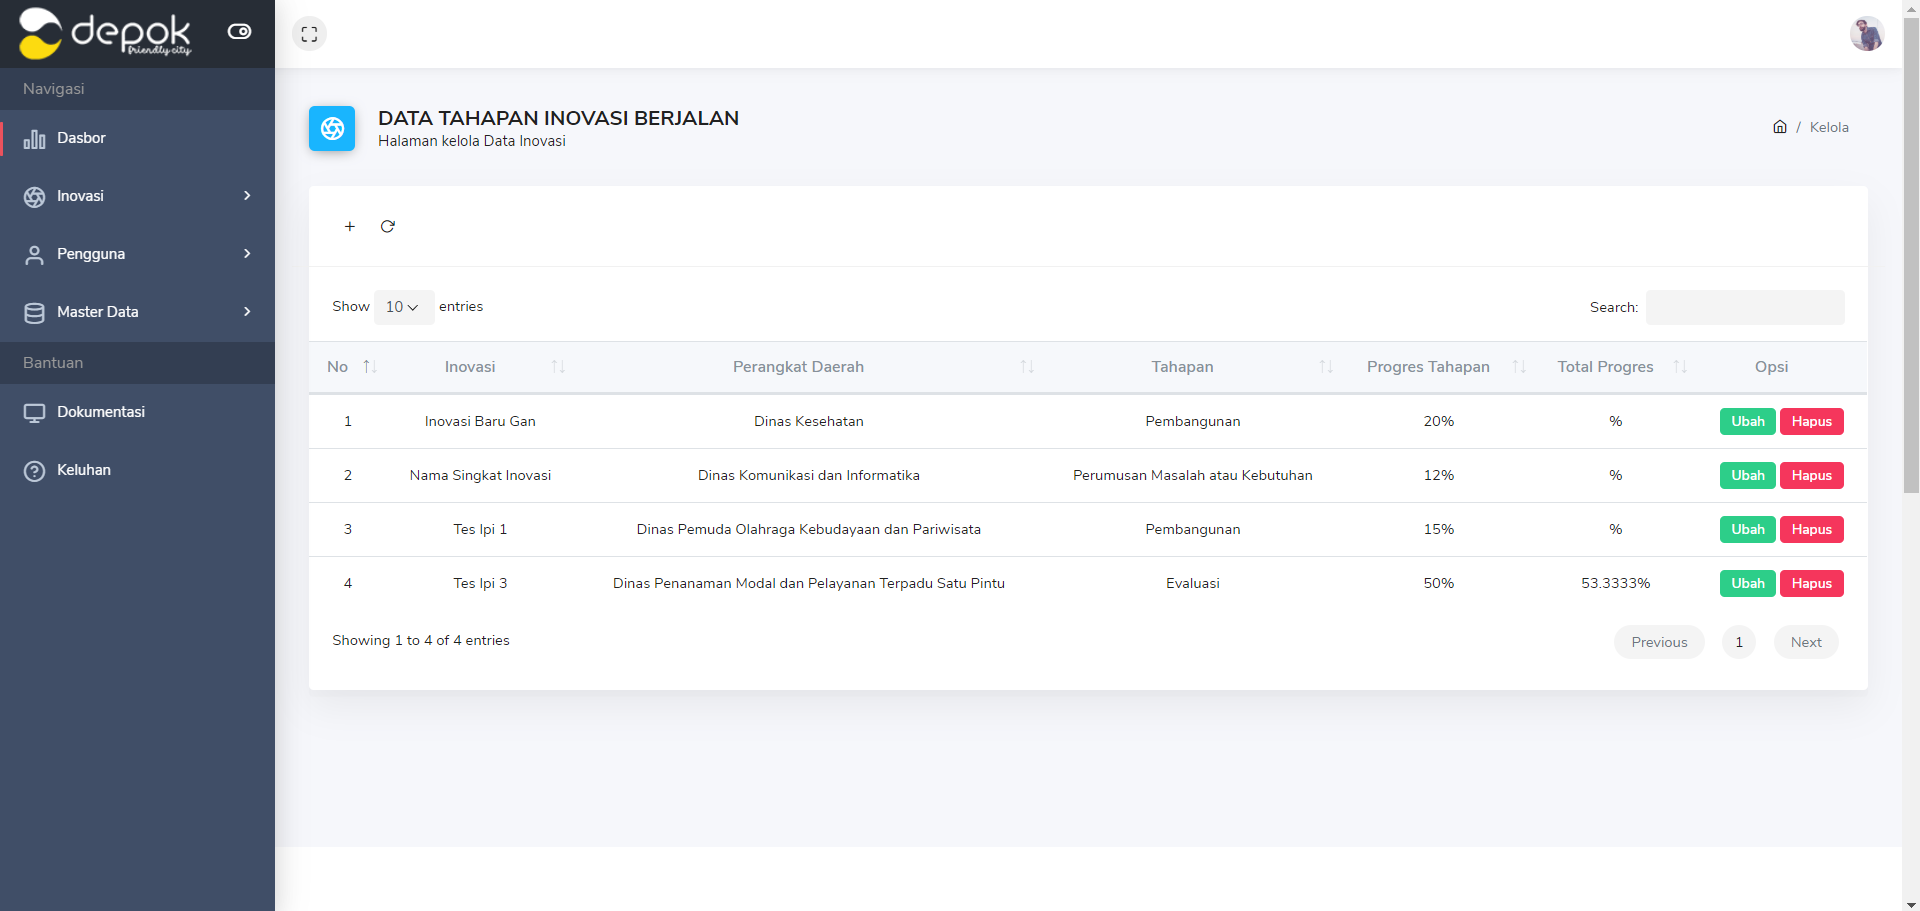 depok
friendly city
Navigasi
Dasbor
Inovasi
Pengguna
Master Data
Bantuan
Dokumentasi
Keluhan
DATA TAHAPAN INOVASI BERJALAN
Halaman kelola Data Inovasi
/ Kelola
+
Show 10 entries
Search:
No Inovasi Perangkat Daerah Tahapan Progres Tahapan Total Progres Opsi
1 Inovasi Baru Gan Dinas Kesehatan Pembangunan 20% % Ubah Hapus
2 Nama Singkat Inovasi Dinas Komunikasi dan Informatika Perumusan Masalah atau Kebutuhan 12% % Ubah Hapus
3 Tes Ipi 1 Dinas Pemuda Olahraga Kebudayaan dan Pariwisata Pembangunan 15% % Ubah Hapus
4 Tes Ipi 3 Dinas Penanaman Modal dan Pelayanan Terpadu Satu Pintu Evaluasi 50% 53.3333% Ubah Hapus
Showing 1 to 4 of 4 entries
Previous 1 Next